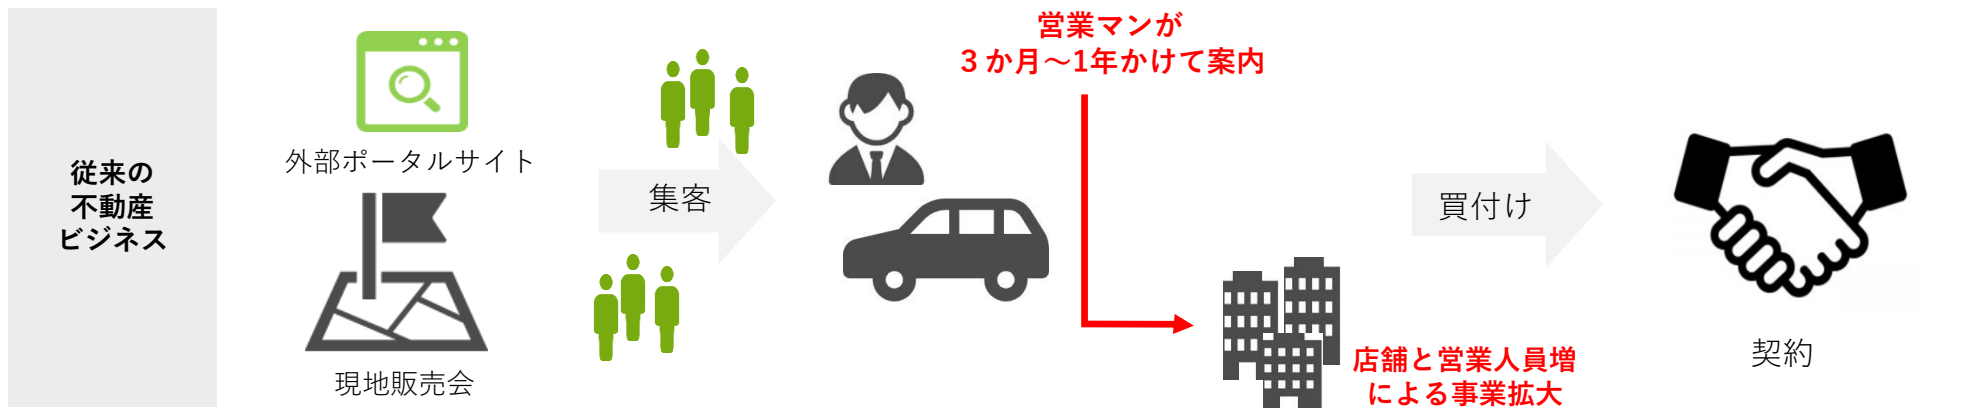 従来の
不動産
ビジネス
外部ポータルサイト
現地販売会
集客
営業マンが
３か月～1年かけて案内
店舗と営業人員増
による事業拡大
買付け
契約